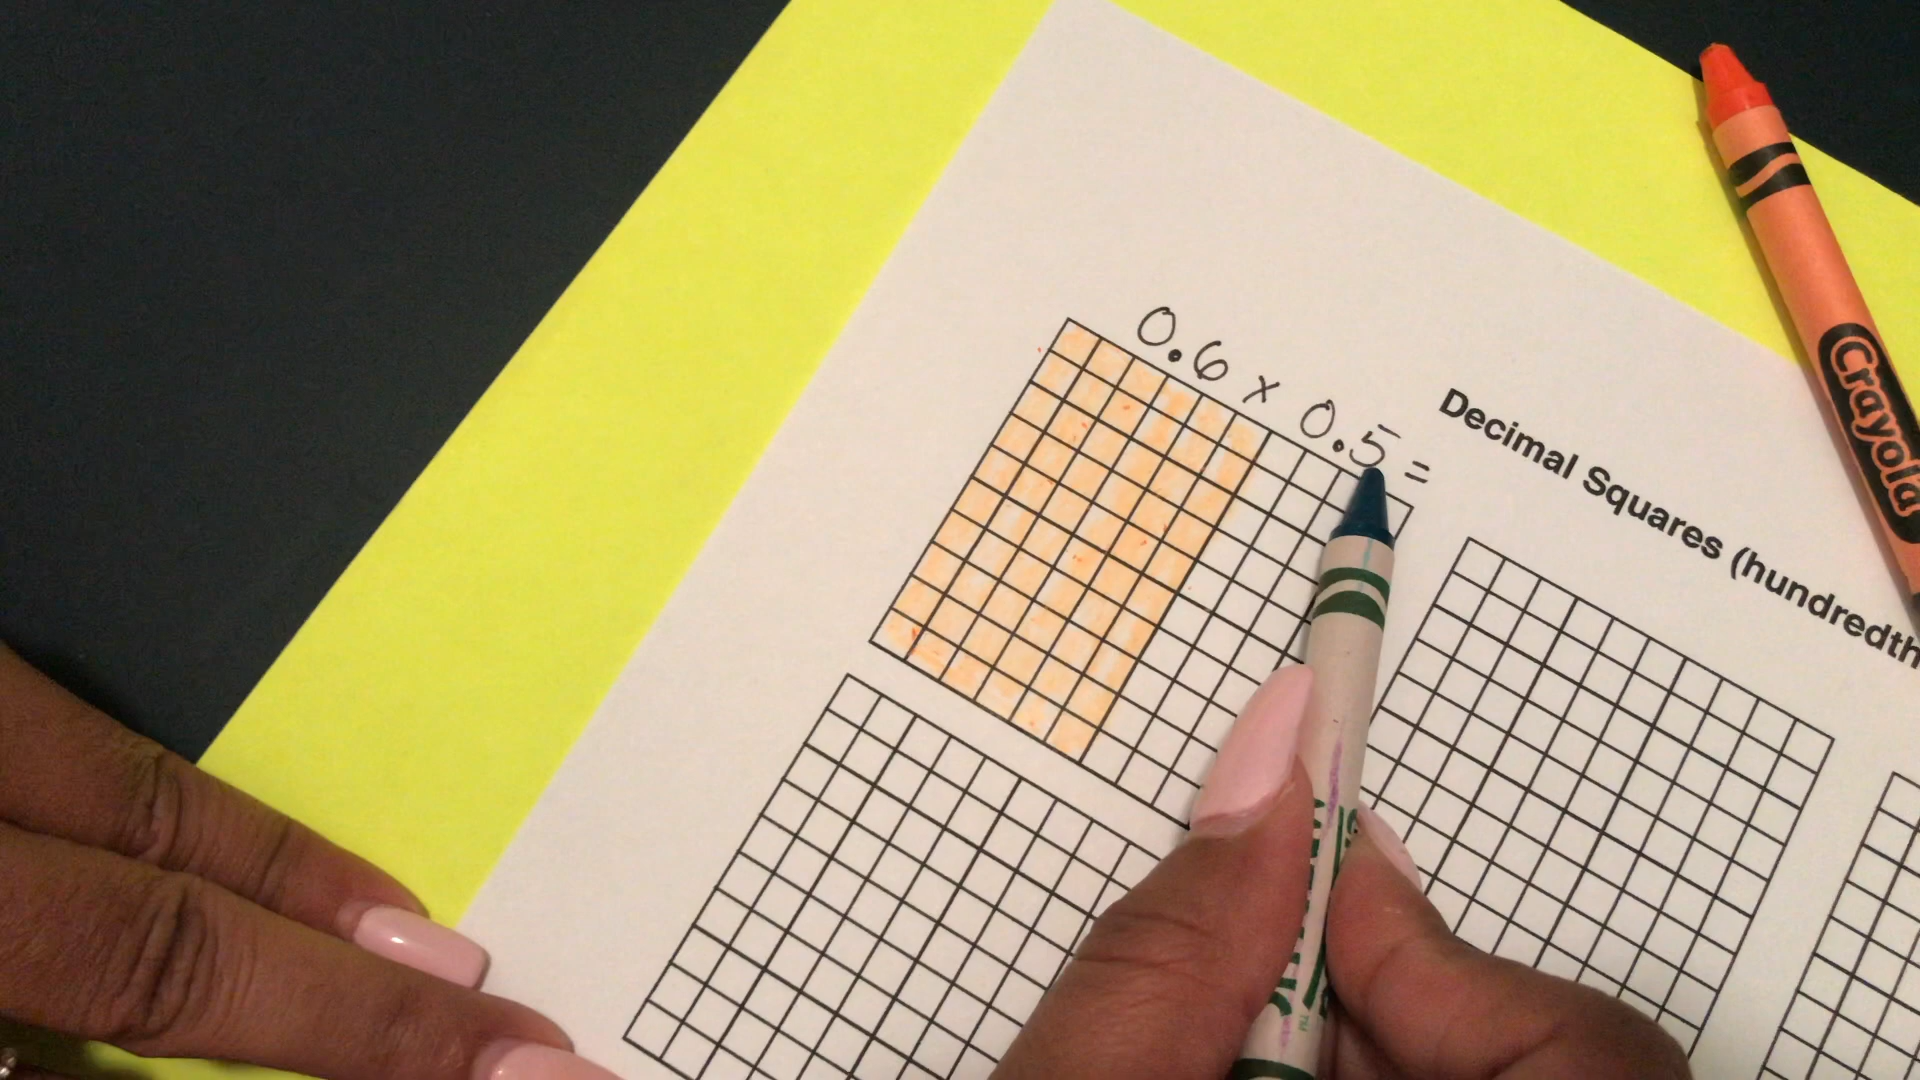 0.6 x 0.5 =
Decimal Squares (hundredth
Crayola